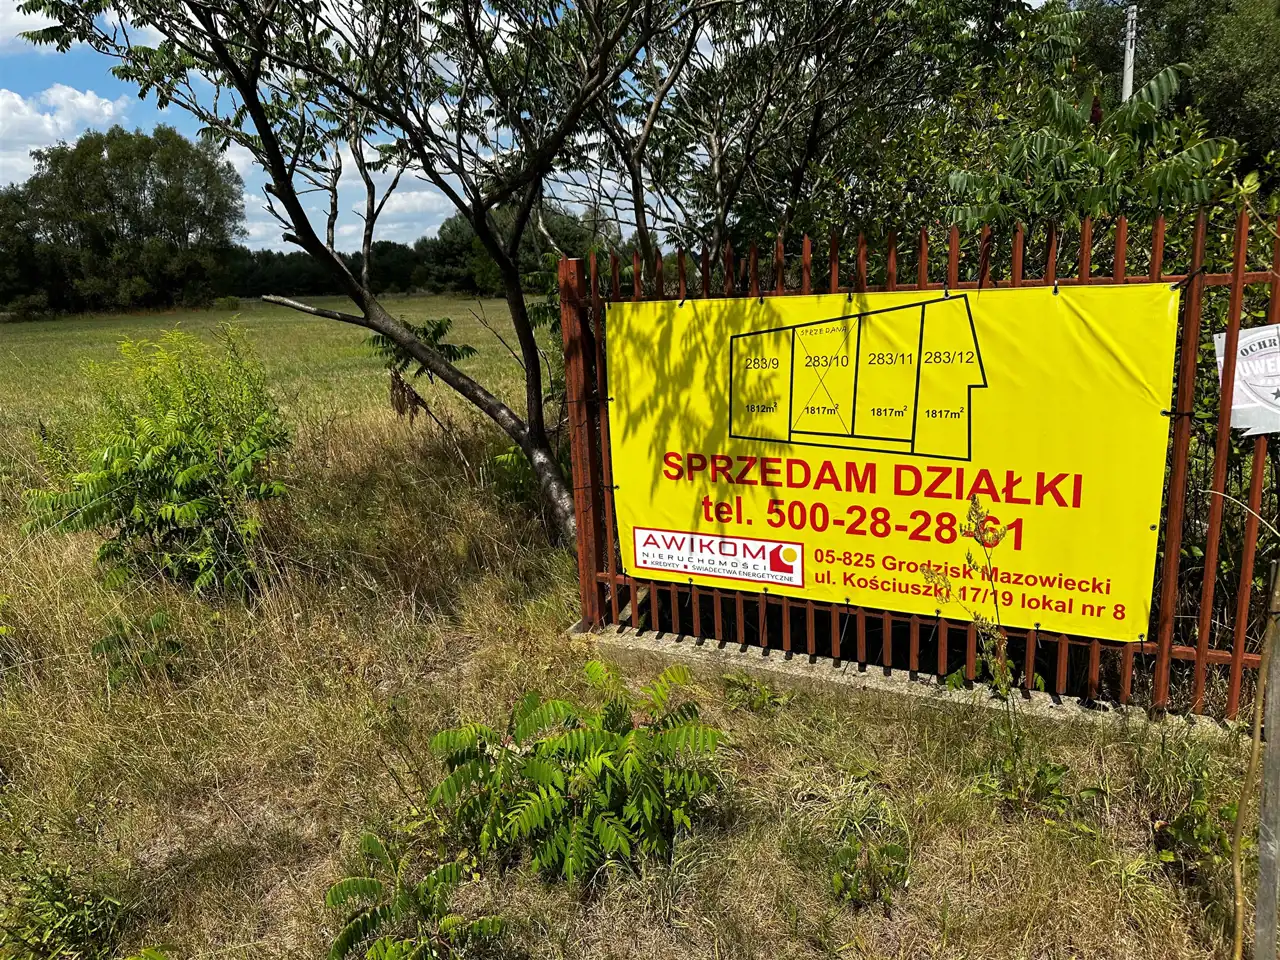 SPRZEDANA
283/9
283/10
283/11
283/12
1812m²
1817m²
1817m²
1817m²
SPRZEDAM DZIAŁKI
tel. 500-28-28-61
AWIKOM
NIERUCHOMOŚCI
KREDYTY ŚWIADECTWA ENERGETYCZNE
05-825 Grodzisk Mazowiecki
ul. Kościuszki 17/19 lokal nr 8